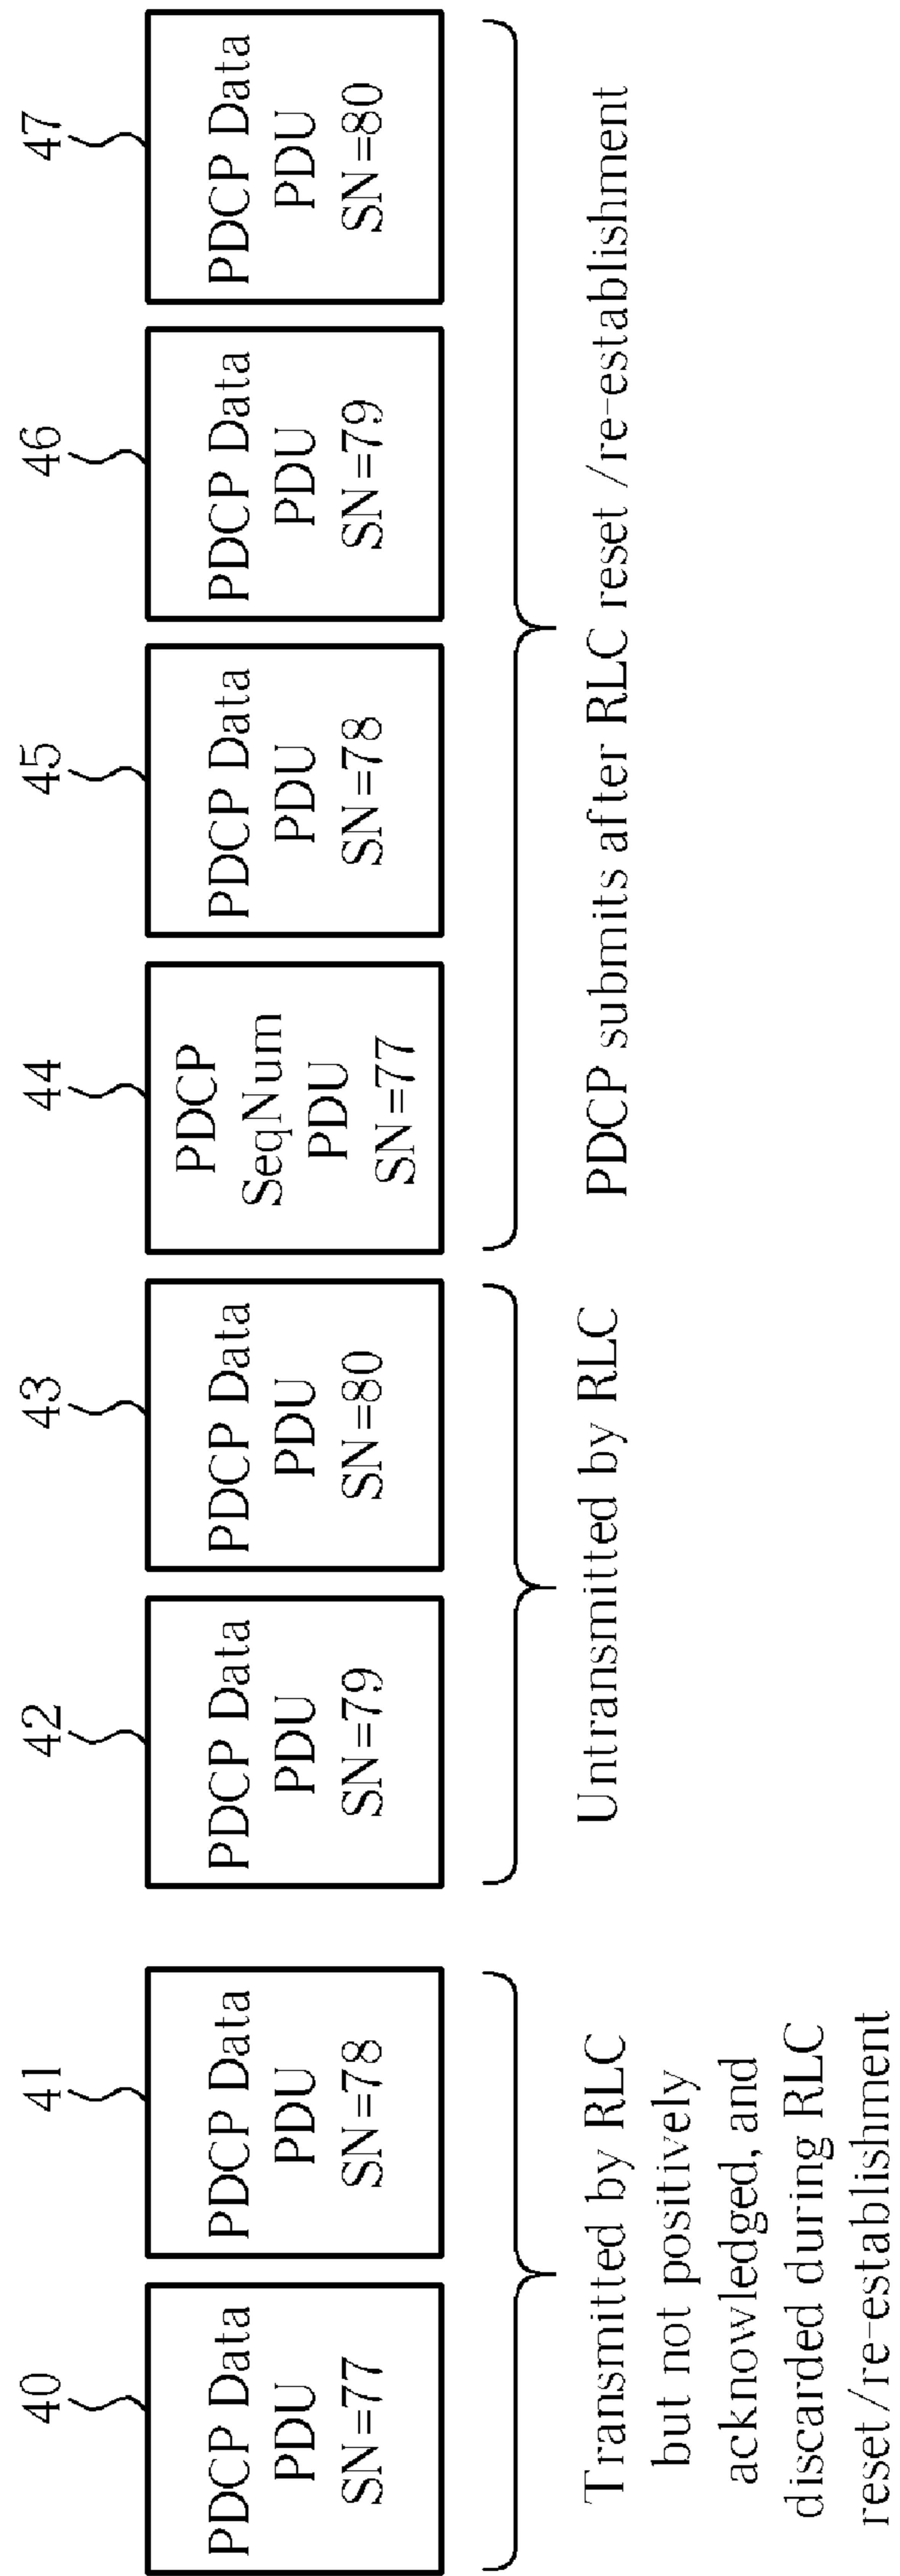 40
PDCP Data
PDU
SN=77
41
PDCP Data
PDU
SN=78
Transmitted by RLC
but not positively
acknowledged, and
discarded during RLC
reset/re-establishment
42
PDCP Data
PDU
SN=79
43
PDCP Data
PDU
SN=80
Untransmitted by RLC
44
PDCP
SeqNum
PDU
SN=77
45
PDCP Data
PDU
SN=78
46
PDCP Data
PDU
SN=79
47
PDCP Data
PDU
SN=80
PDCP submits after RLC reset /re-establishment